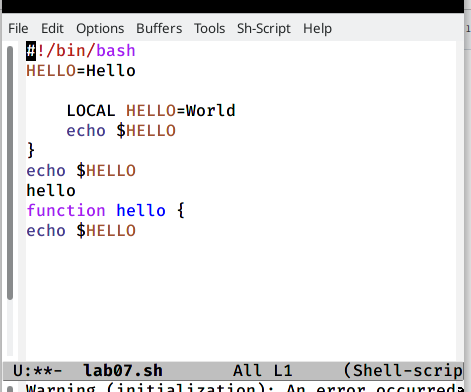 File Edit Options Buffers Tools Sh-Script Help
#!/bin/bash
HELLO=Hello
LOCAL HELLO=World
echo $HELLO
}
echo $HELLO
hello
function hello {
echo $HELLO
U:**- lab07.sh All L1 (Shell-scrip
Warning (initialization): An error occurred